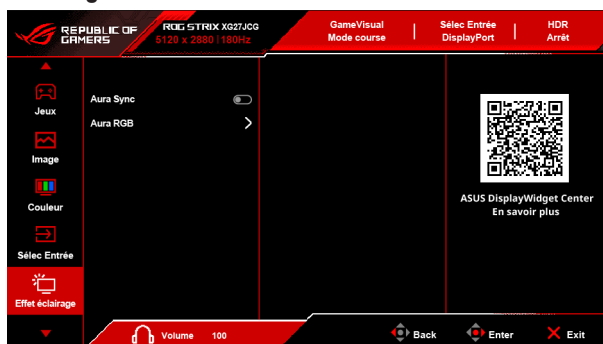 REPUBLIC OF
GAMERS
ROG STRIX XG27JCG
5120 x 2880 | 180Hz
GameVisual
Mode course
Sélec Entrée
DisplayPort
HDR
Arrêt
Jeux
Image
Couleur
Sélec Entrée
Effet éclairage
Aura Sync
Aura RGB
ASUS DisplayWidget Center
En savoir plus
Volume 100
Back
Enter
Exit